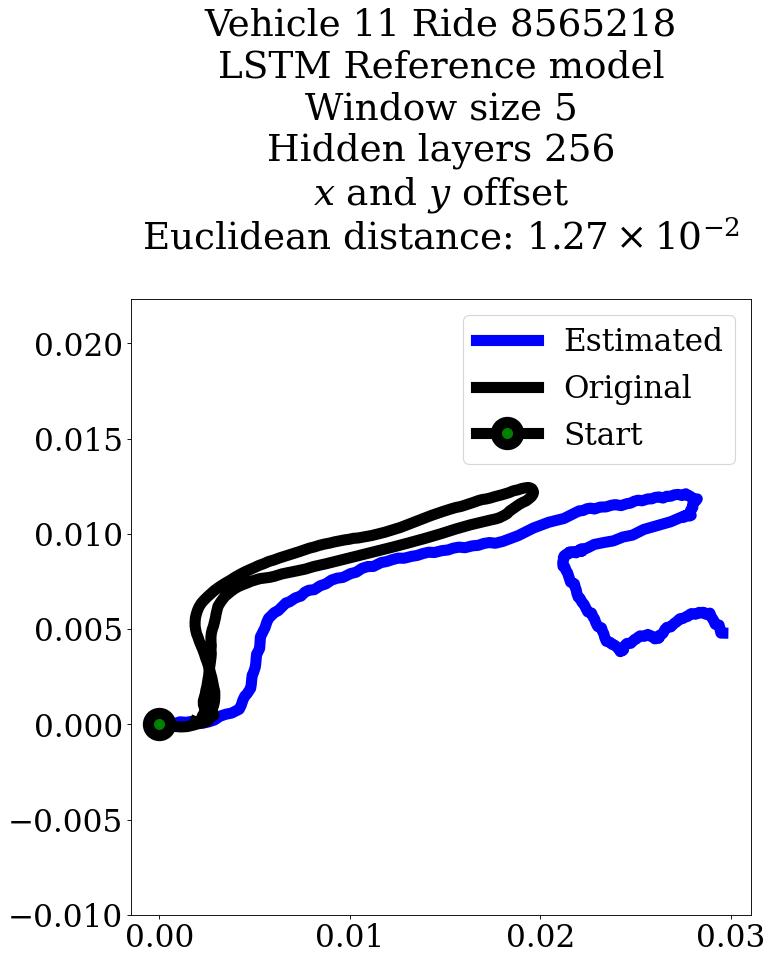 Vehicle 11 Ride 8565218
LSTM Reference model
Window size 5
Hidden layers 256
x and y offset
Euclidean distance: 1.27 × 10⁻²
Estimated
Original
Start
0.020
0.015
0.010
0.005
0.000
−0.005
−0.010
0.00 0.01 0.02 0.03